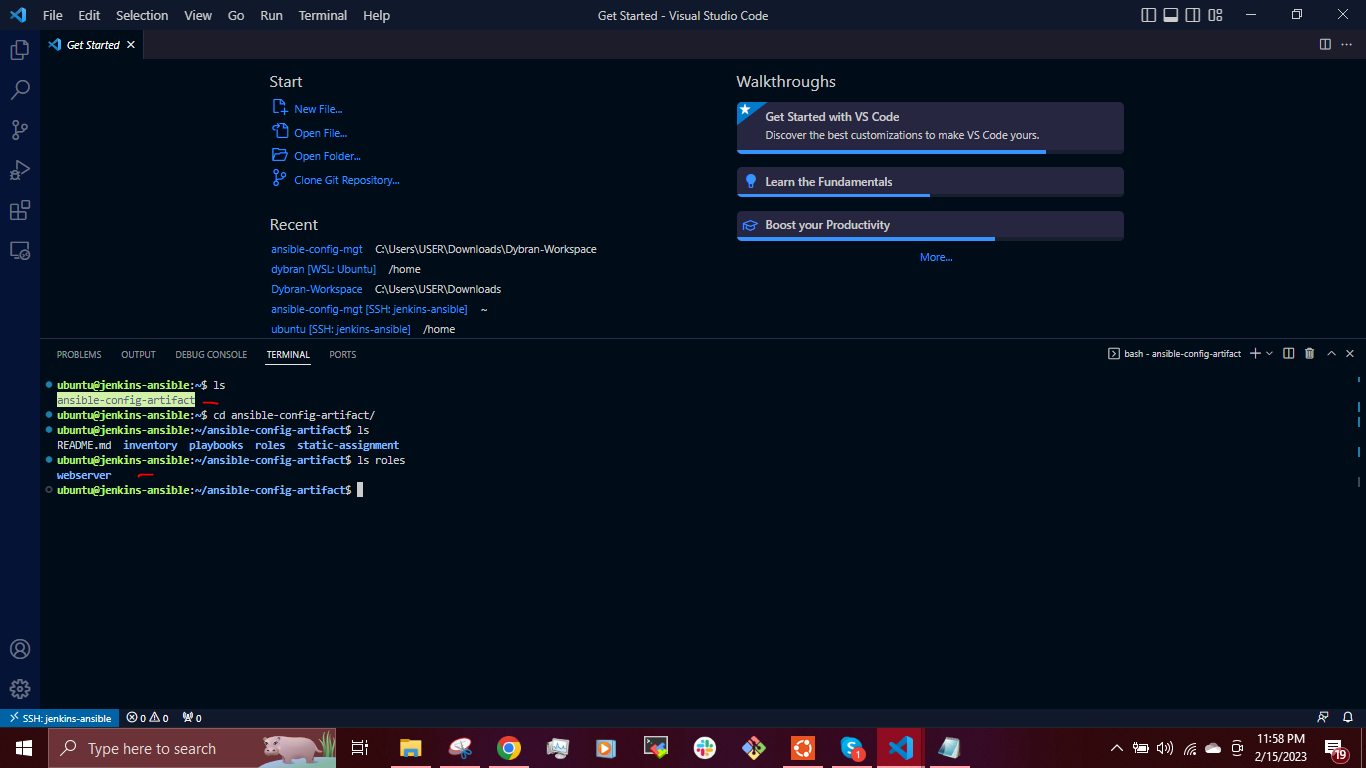 File Edit Selection View Go Run Terminal Help
Get Started - Visual Studio Code
Get Started
Start
New File...
Open File...
Open Folder...
Clone Git Repository...
Recent
ansible-config-mgt C:\Users\USER\Downloads\Dybran-Workspace
dybran [WSL: Ubuntu] /home
Dybran-Workspace C:\Users\USER\Downloads
ansible-config-mgt [SSH: jenkins-ansible] ~
ubuntu [SSH: jenkins-ansible] /home
Walkthroughs
Get Started with VS Code
Discover the best customizations to make VS Code yours.
Learn the Fundamentals
Boost your Productivity
More...
PROBLEMS OUTPUT DEBUG CONSOLE TERMINAL PORTS
bash - ansible-config-artifact
ubuntu@jenkins-ansible:~$ ls
ansible-config-artifact
ubuntu@jenkins-ansible:~$ cd ansible-config-artifact/
ubuntu@jenkins-ansible:~/ansible-config-artifact$ ls
README.md inventory playbooks roles static-assignment
ubuntu@jenkins-ansible:~/ansible-config-artifact$ ls roles
webserver
ubuntu@jenkins-ansible:~/ansible-config-artifact$
SSH: jenkins-ansible 0 0 0
Type here to search
1
11:58 PM
2/15/2023
19